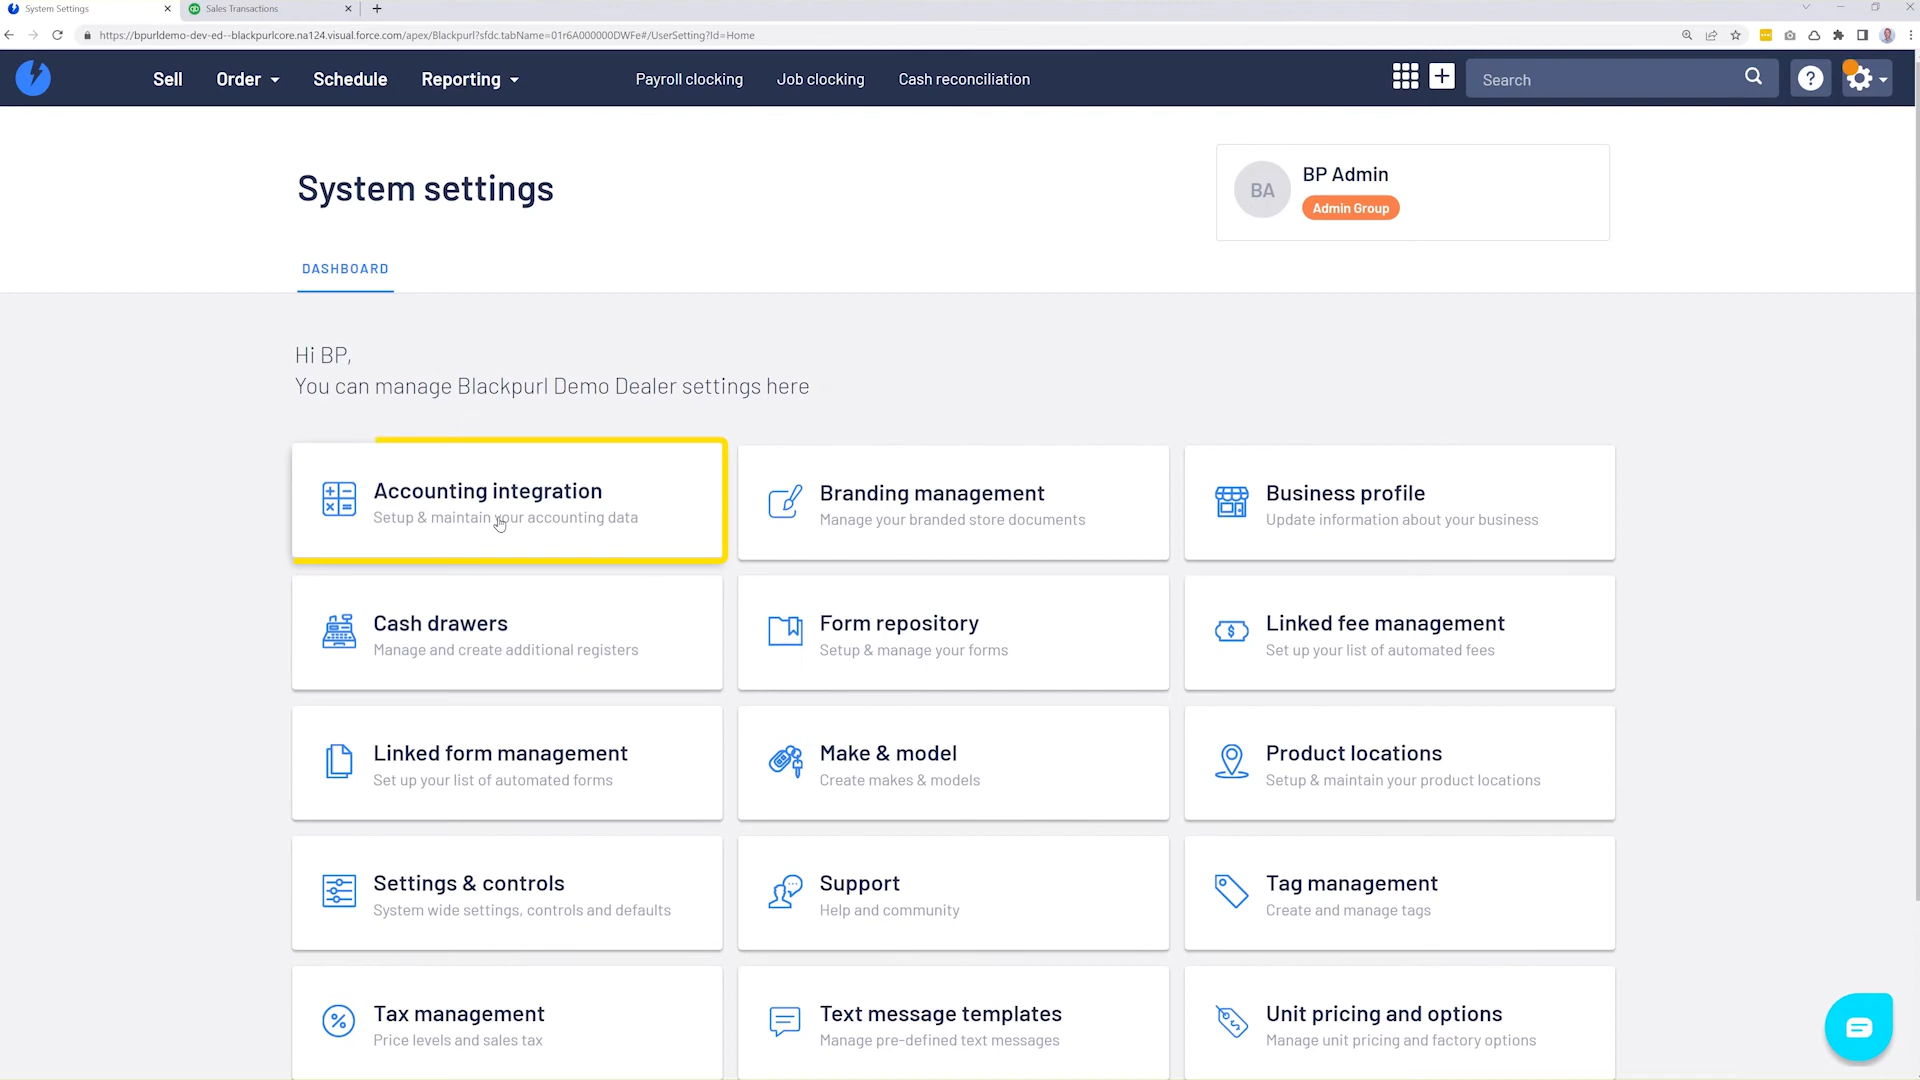 System Settings
Sales Transactions
https://bpurldemo-dev-ed--blackpurlcore.na124.visual.force.com/apex/Blackpurl?sfdc.tabName=01r6A000000DWFe#/UserSetting?Id=Home
Sell
Order
Schedule
Reporting
Payroll clocking
Job clocking
Cash reconciliation
Search
System settings
BA
BP Admin
Admin Group
DASHBOARD
Hi BP,
You can manage Blackpurl Demo Dealer settings here
Accounting integration
Setup & maintain your accounting data
Branding management
Manage your branded store documents
Business profile
Update information about your business
Cash drawers
Manage and create additional registers
Form repository
Setup & manage your forms
Linked fee management
Set up your list of automated fees
Linked form management
Set up your list of automated forms
Make & model
Create makes & models
Product locations
Setup & maintain your product locations
Settings & controls
System wide settings, controls and defaults
Support
Help and community
Tag management
Create and manage tags
Tax management
Price levels and sales tax
Text message templates
Manage pre-defined text messages
Unit pricing and options
Manage unit pricing and factory options